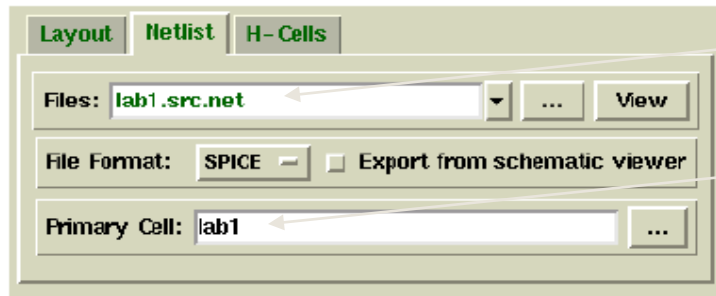 Layout Netlist H-Cells
Files: lab1.src.net ... View
File Format: SPICE Export from schematic viewer
Primary Cell: lab1 ...